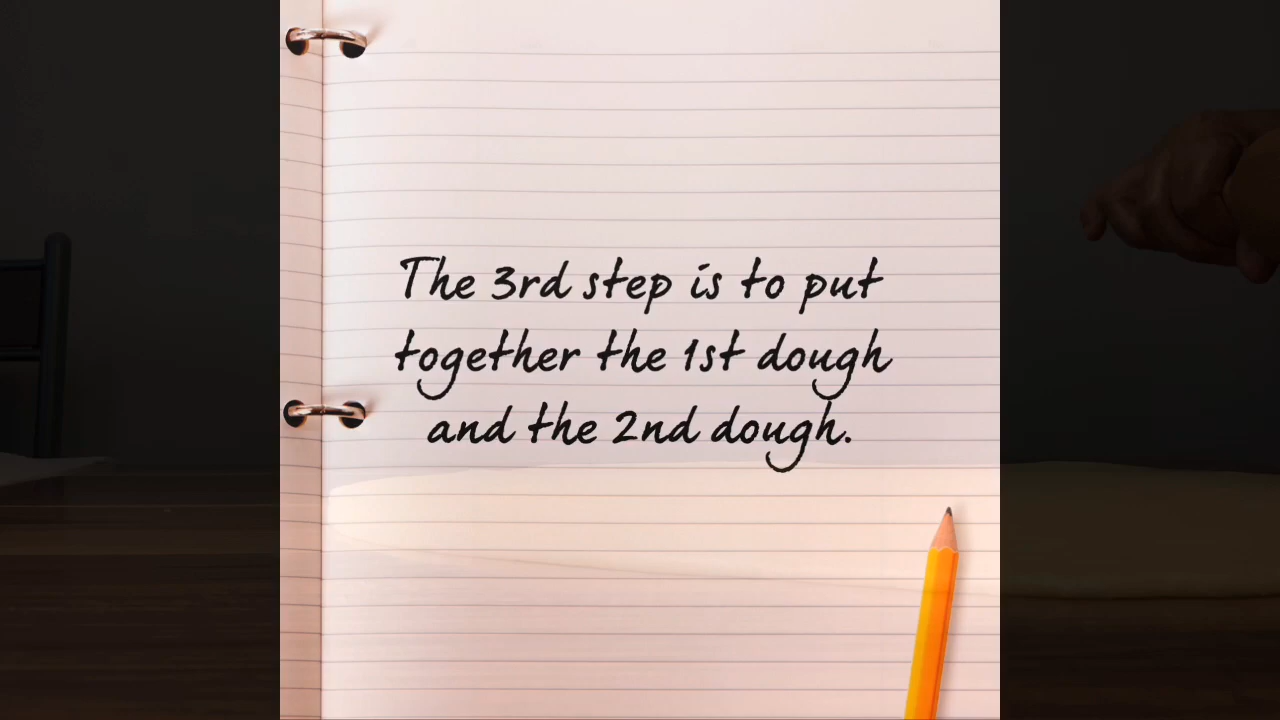 The 3rd step is to put
together the 1st dough
and the 2nd dough.